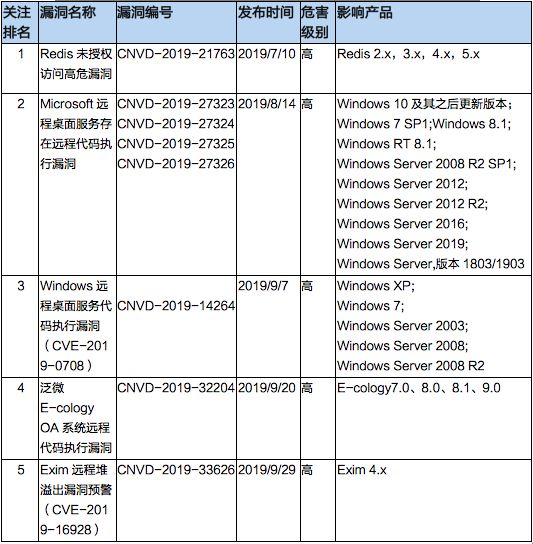 关注排名 漏洞名称 漏洞编号 发布时间 危害级别 影响产品
1 Redis 未授权访问高危漏洞 CNVD-2019-21763 2019/7/10 高 Redis 2.x，3.x，4.x，5.x
2 Microsoft 远程桌面服务存在远程代码执行漏洞 CNVD-2019-27323 2019/8/14 高 Windows 10 及其之后更新版本；
CNVD-2019-27324 Windows 7 SP1;Windows 8.1;
CNVD-2019-27325 Windows RT 8.1;
CNVD-2019-27326 Windows Server 2008 R2 SP1;
Windows Server 2012;
Windows Server 2012 R2;
Windows Server 2016;
Windows Server 2019;
Windows Server,版本 1803/1903
3 Windows 远程桌面服务代码执行漏洞（CVE-2019-0708） CNVD-2019-14264 2019/9/7 高 Windows XP;
Windows 7;
Windows Server 2003;
Windows Server 2008;
Windows Server 2008 R2
4 泛微 E-cology OA 系统远程代码执行漏洞 CNVD-2019-32204 2019/9/20 高 E-cology7.0、8.0、8.1、9.0
5 Exim 远程堆溢出漏洞预警（CVE-2019-16928） CNVD-2019-33626 2019/9/29 高 Exim 4.x